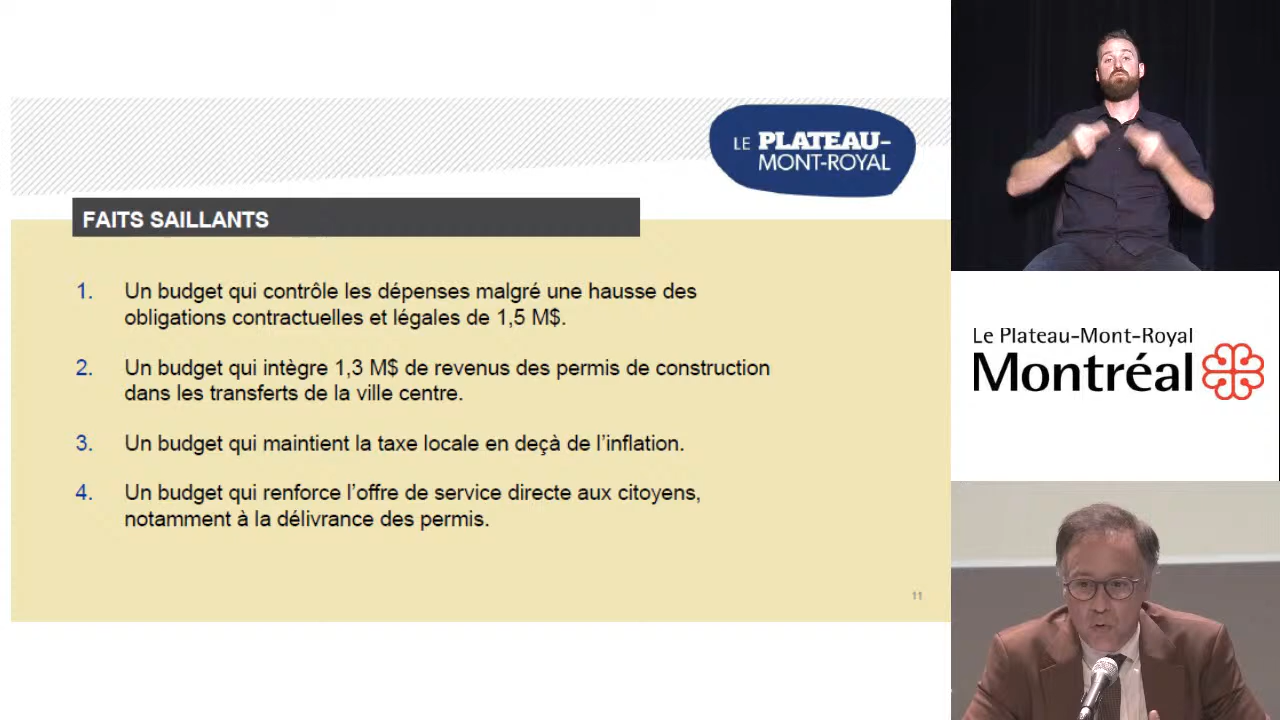 LE PLATEAU-
MONT-ROYAL
FAITS SAILLANTS
1. Un budget qui contrôle les dépenses malgré une hausse des
obligations contractuelles et légales de 1,5 M$.
2. Un budget qui intègre 1,3 M$ de revenus des permis de construction
dans les transferts de la ville centre.
3. Un budget qui maintient la taxe locale en deçà de l'inflation.
4. Un budget qui renforce l'offre de service directe aux citoyens,
notamment à la délivrance des permis.
11
Le Plateau-Mont-Royal
Montréal